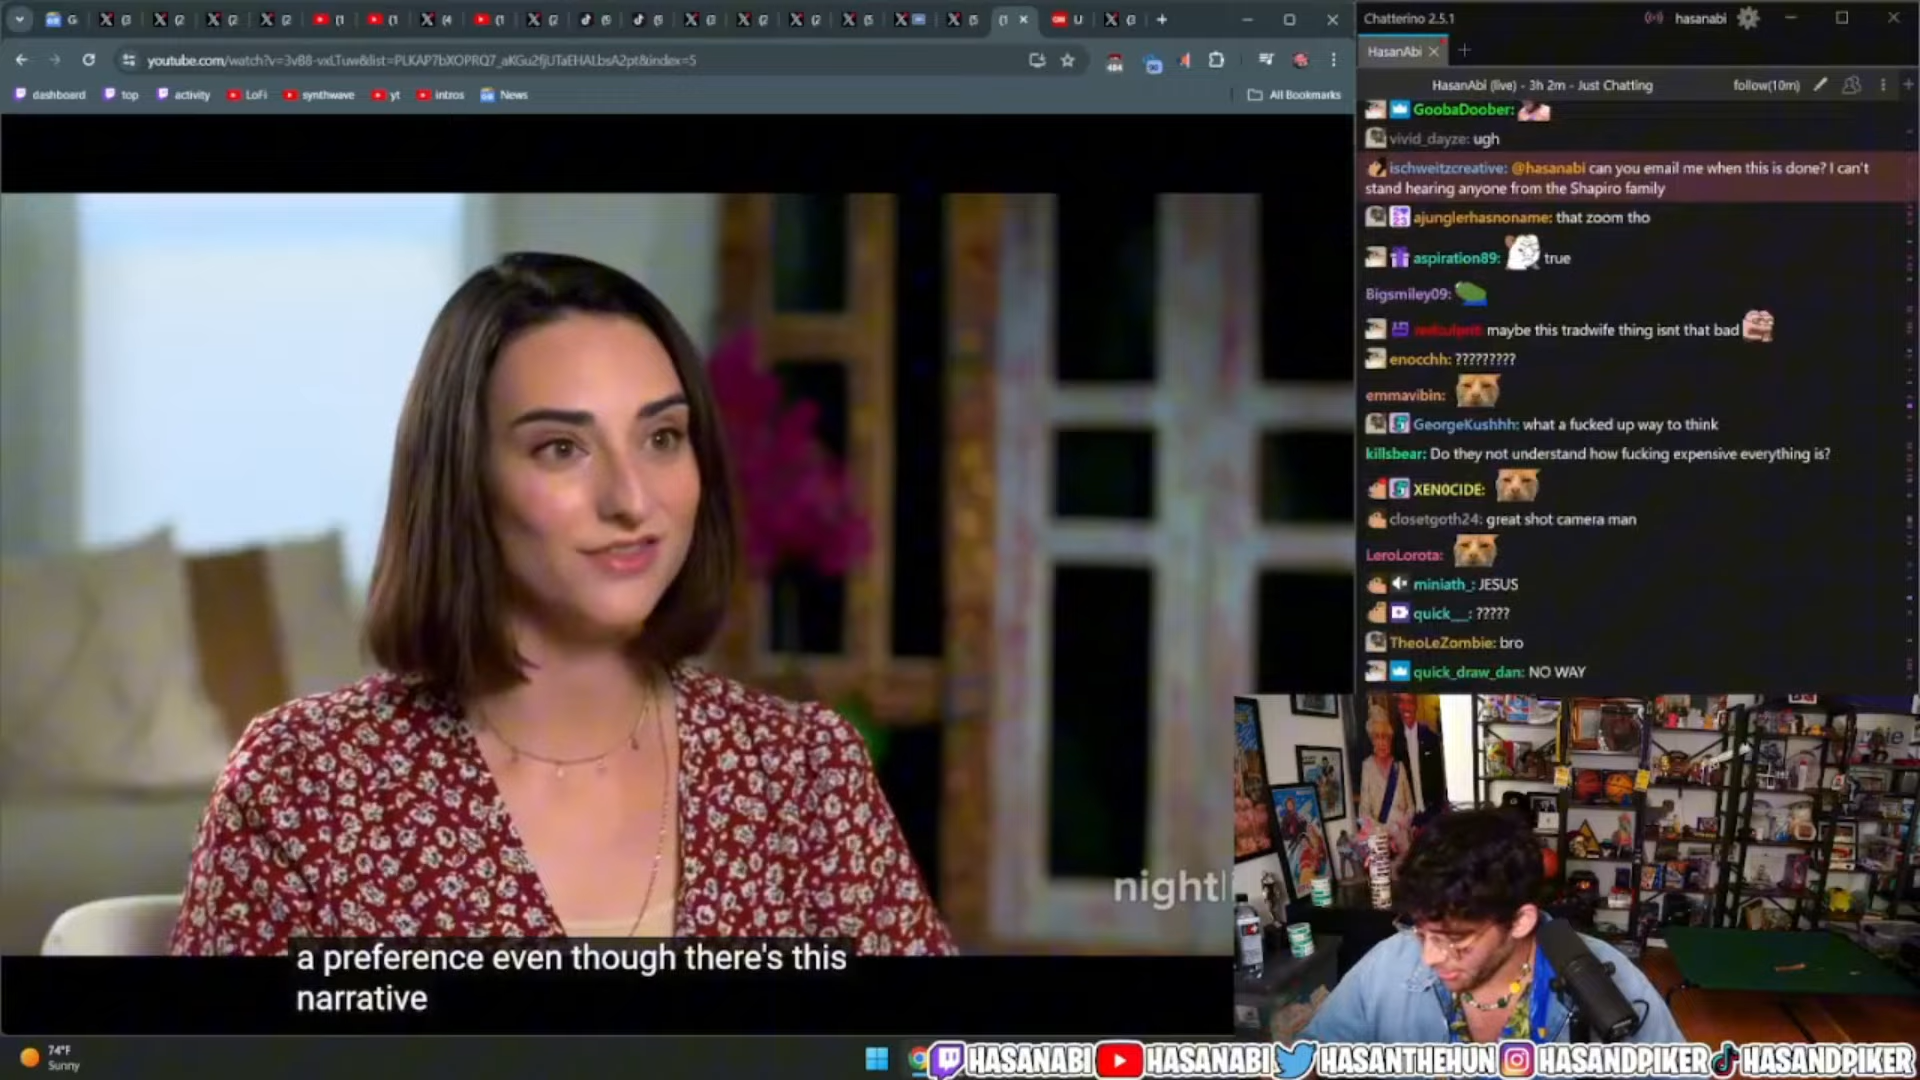 youtube.com/watch?v=3vB8-vxLTuw&list=PLKAP7bXOPRQ7_aKGu2fjUTaEHALbsA2pt&index=5
484
dashboard
top
activity
LoFi
synthwave
yt
intros
News
All Bookmarks
nightl
a preference even though there's this
narrative
74°F
Sunny
Chatterino 2.5.1
hasanabi
HasanAbi
HasanAbi (live) - 3h 2m - Just Chatting
follow(10m)
GoobaDoober:
vivid_dayze: ugh
ischweitzcreative: @hasanabi can you email me when this is done? I can't
stand hearing anyone from the Shapiro family
ajunglerhasnoname: that zoom tho
aspiration89: true
Bigsmiley09:
maybe this tradwife thing isnt that bad
enocchh: ?????????
emmavibin:
GeorgeKushhh: what a fucked up way to think
killsbear: Do they not understand how fucking expensive everything is?
XEN0CIDE:
closetgoth24: great shot camera man
LeroLorota:
miniath_: JESUS
quick__: ?????
TheoLeZombie: bro
quick_draw_dan: NO WAY
HASANABI
HASANABI
HASANTHEHUN
HASANDPIKER
HASANDPIKER